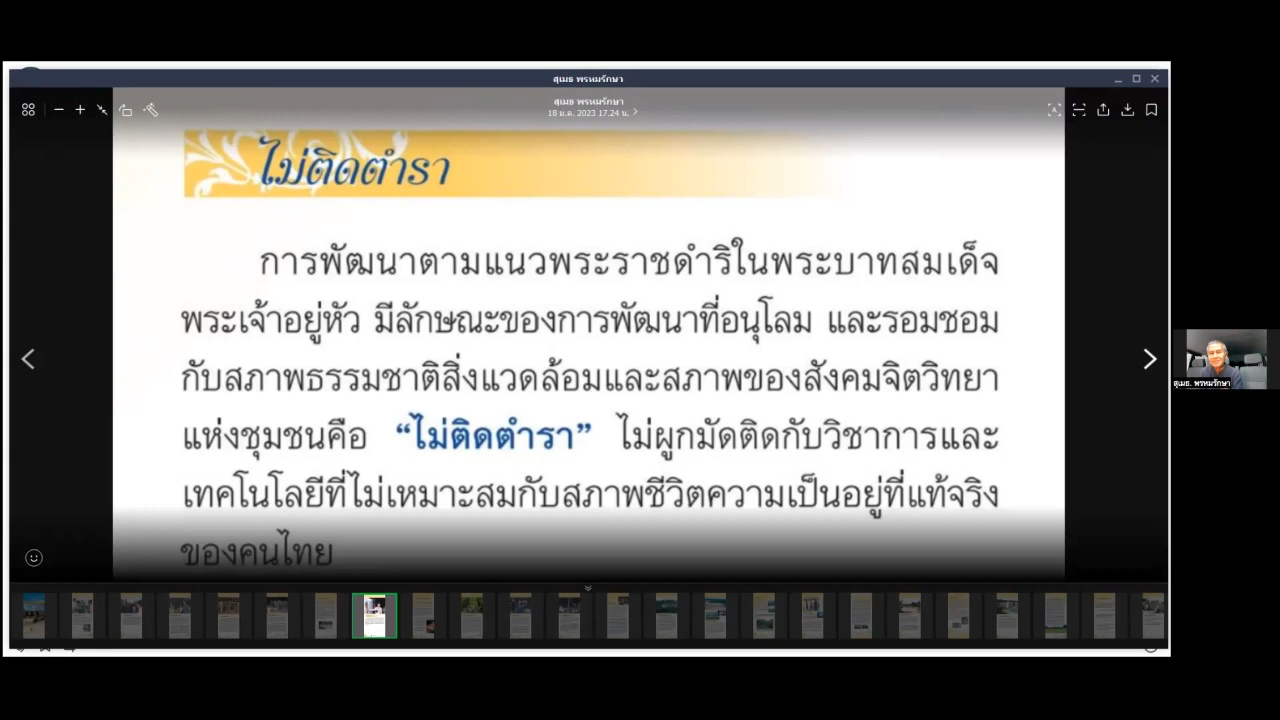 สุเมธ พรหมรักษา
สุเมธ พรหมรักษา
18 ม.ค. 2023 17.24 น.
ไม่ติดตำรา
การพัฒนาตามแนวพระราชดำริในพระบาทสมเด็จ
พระเจ้าอยู่หัว มีลักษณะของการพัฒนาที่อนุโลม และรอมชอม
กับสภาพธรรมชาติสิ่งแวดล้อมและสภาพของสังคมจิตวิทยา
แห่งชุมชนคือ “ไม่ติดตำรา” ไม่ผูกมัดติดกับวิชาการและ
เทคโนโลยีที่ไม่เหมาะสมกับสภาพชีวิตความเป็นอยู่ที่แท้จริง
ของคนไทย
สุเมธ. พรหมรักษา